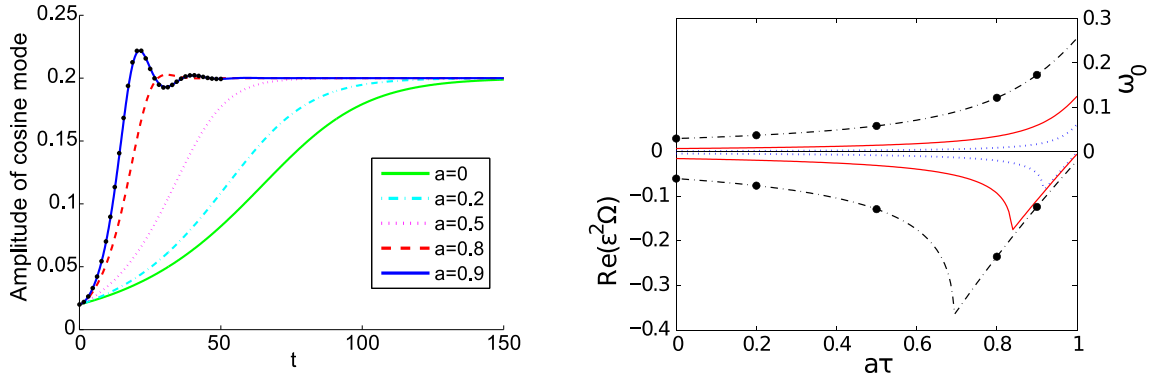 Amplitude of cosine mode
0.25
0.2
0.15
0.1
0.05
0
0
50
100
150
t
a=0
a=0.2
a=0.5
a=0.8
a=0.9
0
−0.1
−0.2
−0.3
−0.4
Re(ε²Ω)
0.3
0.2
0.1
0
ω₀
0
0.2
0.4
0.6
0.8
1
aτ